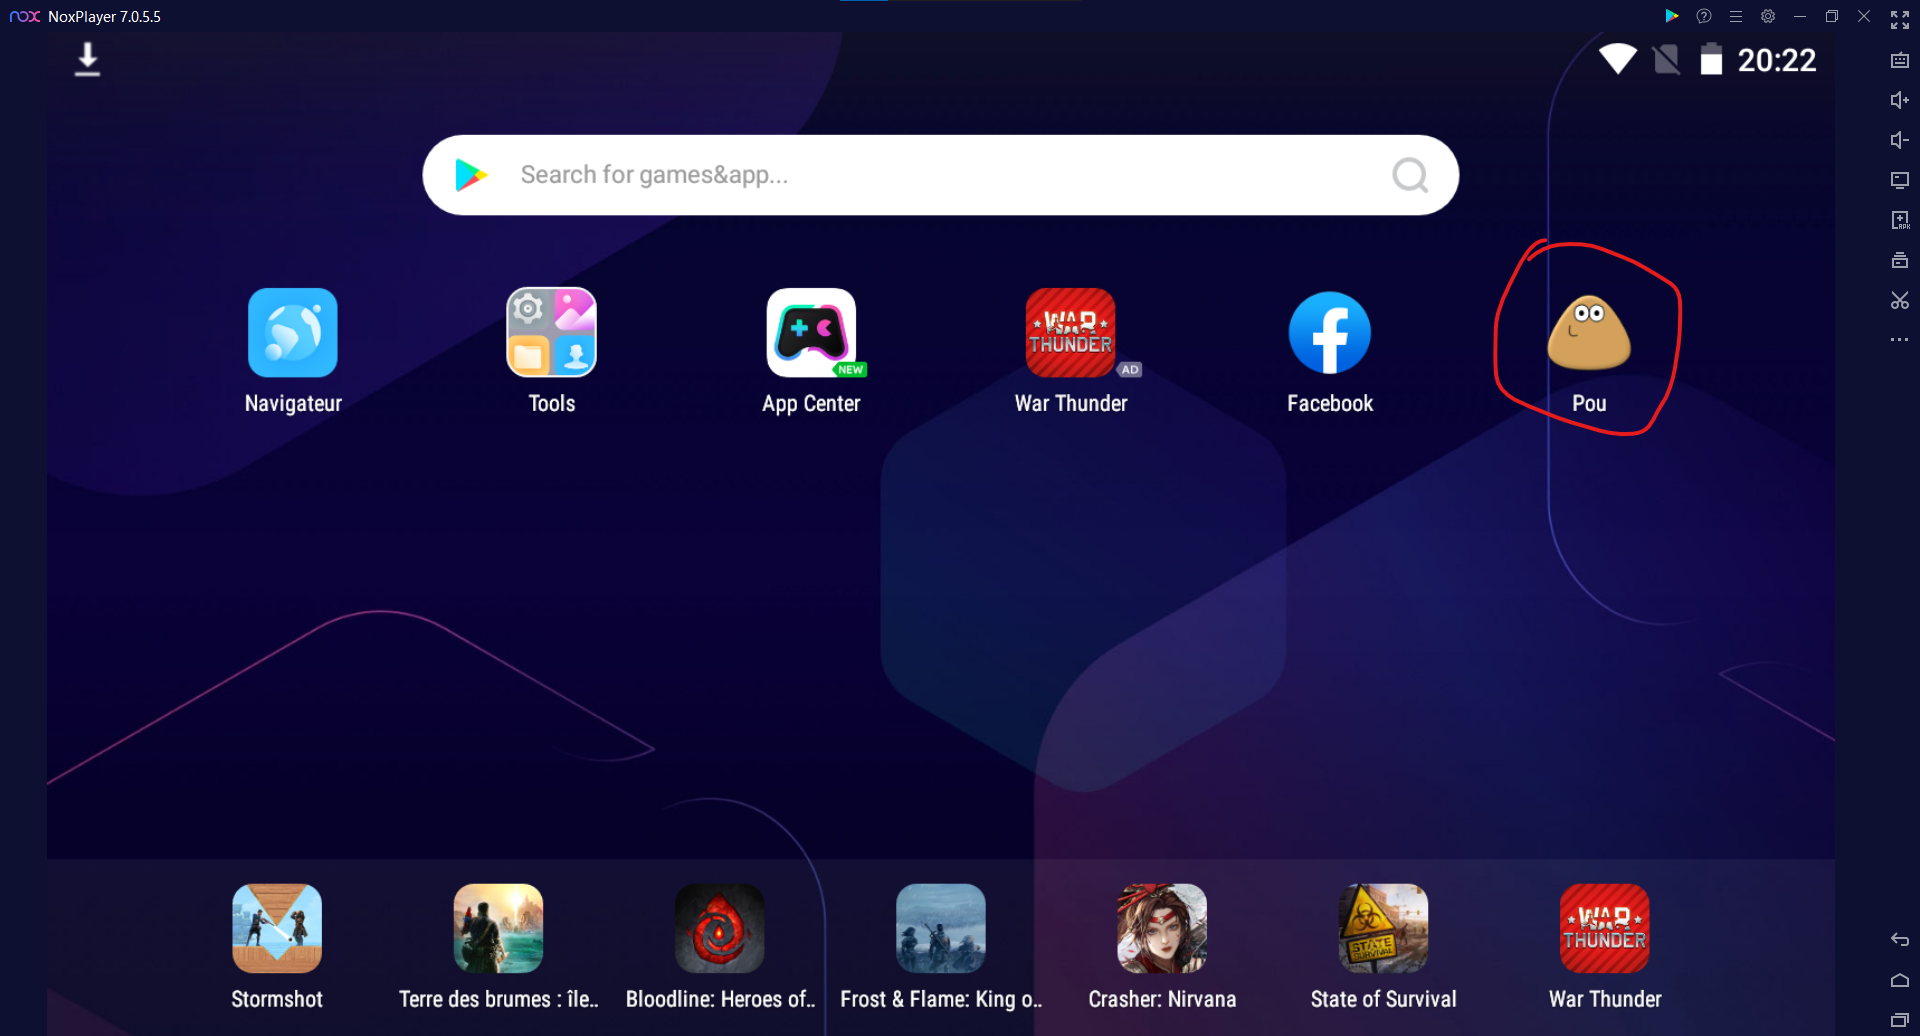 nox NoxPlayer 7.0.5.5
20:22
Search for games&app...
NEW
WAR
THUNDER
AD
Navigateur
Tools
App Center
War Thunder
Facebook
Pou
STATE
SURVIVAL
WAR
THUNDER
Stormshot
Terre des brumes : île..
Bloodline: Heroes of..
Frost & Flame: King o..
Crasher: Nirvana
State of Survival
War Thunder